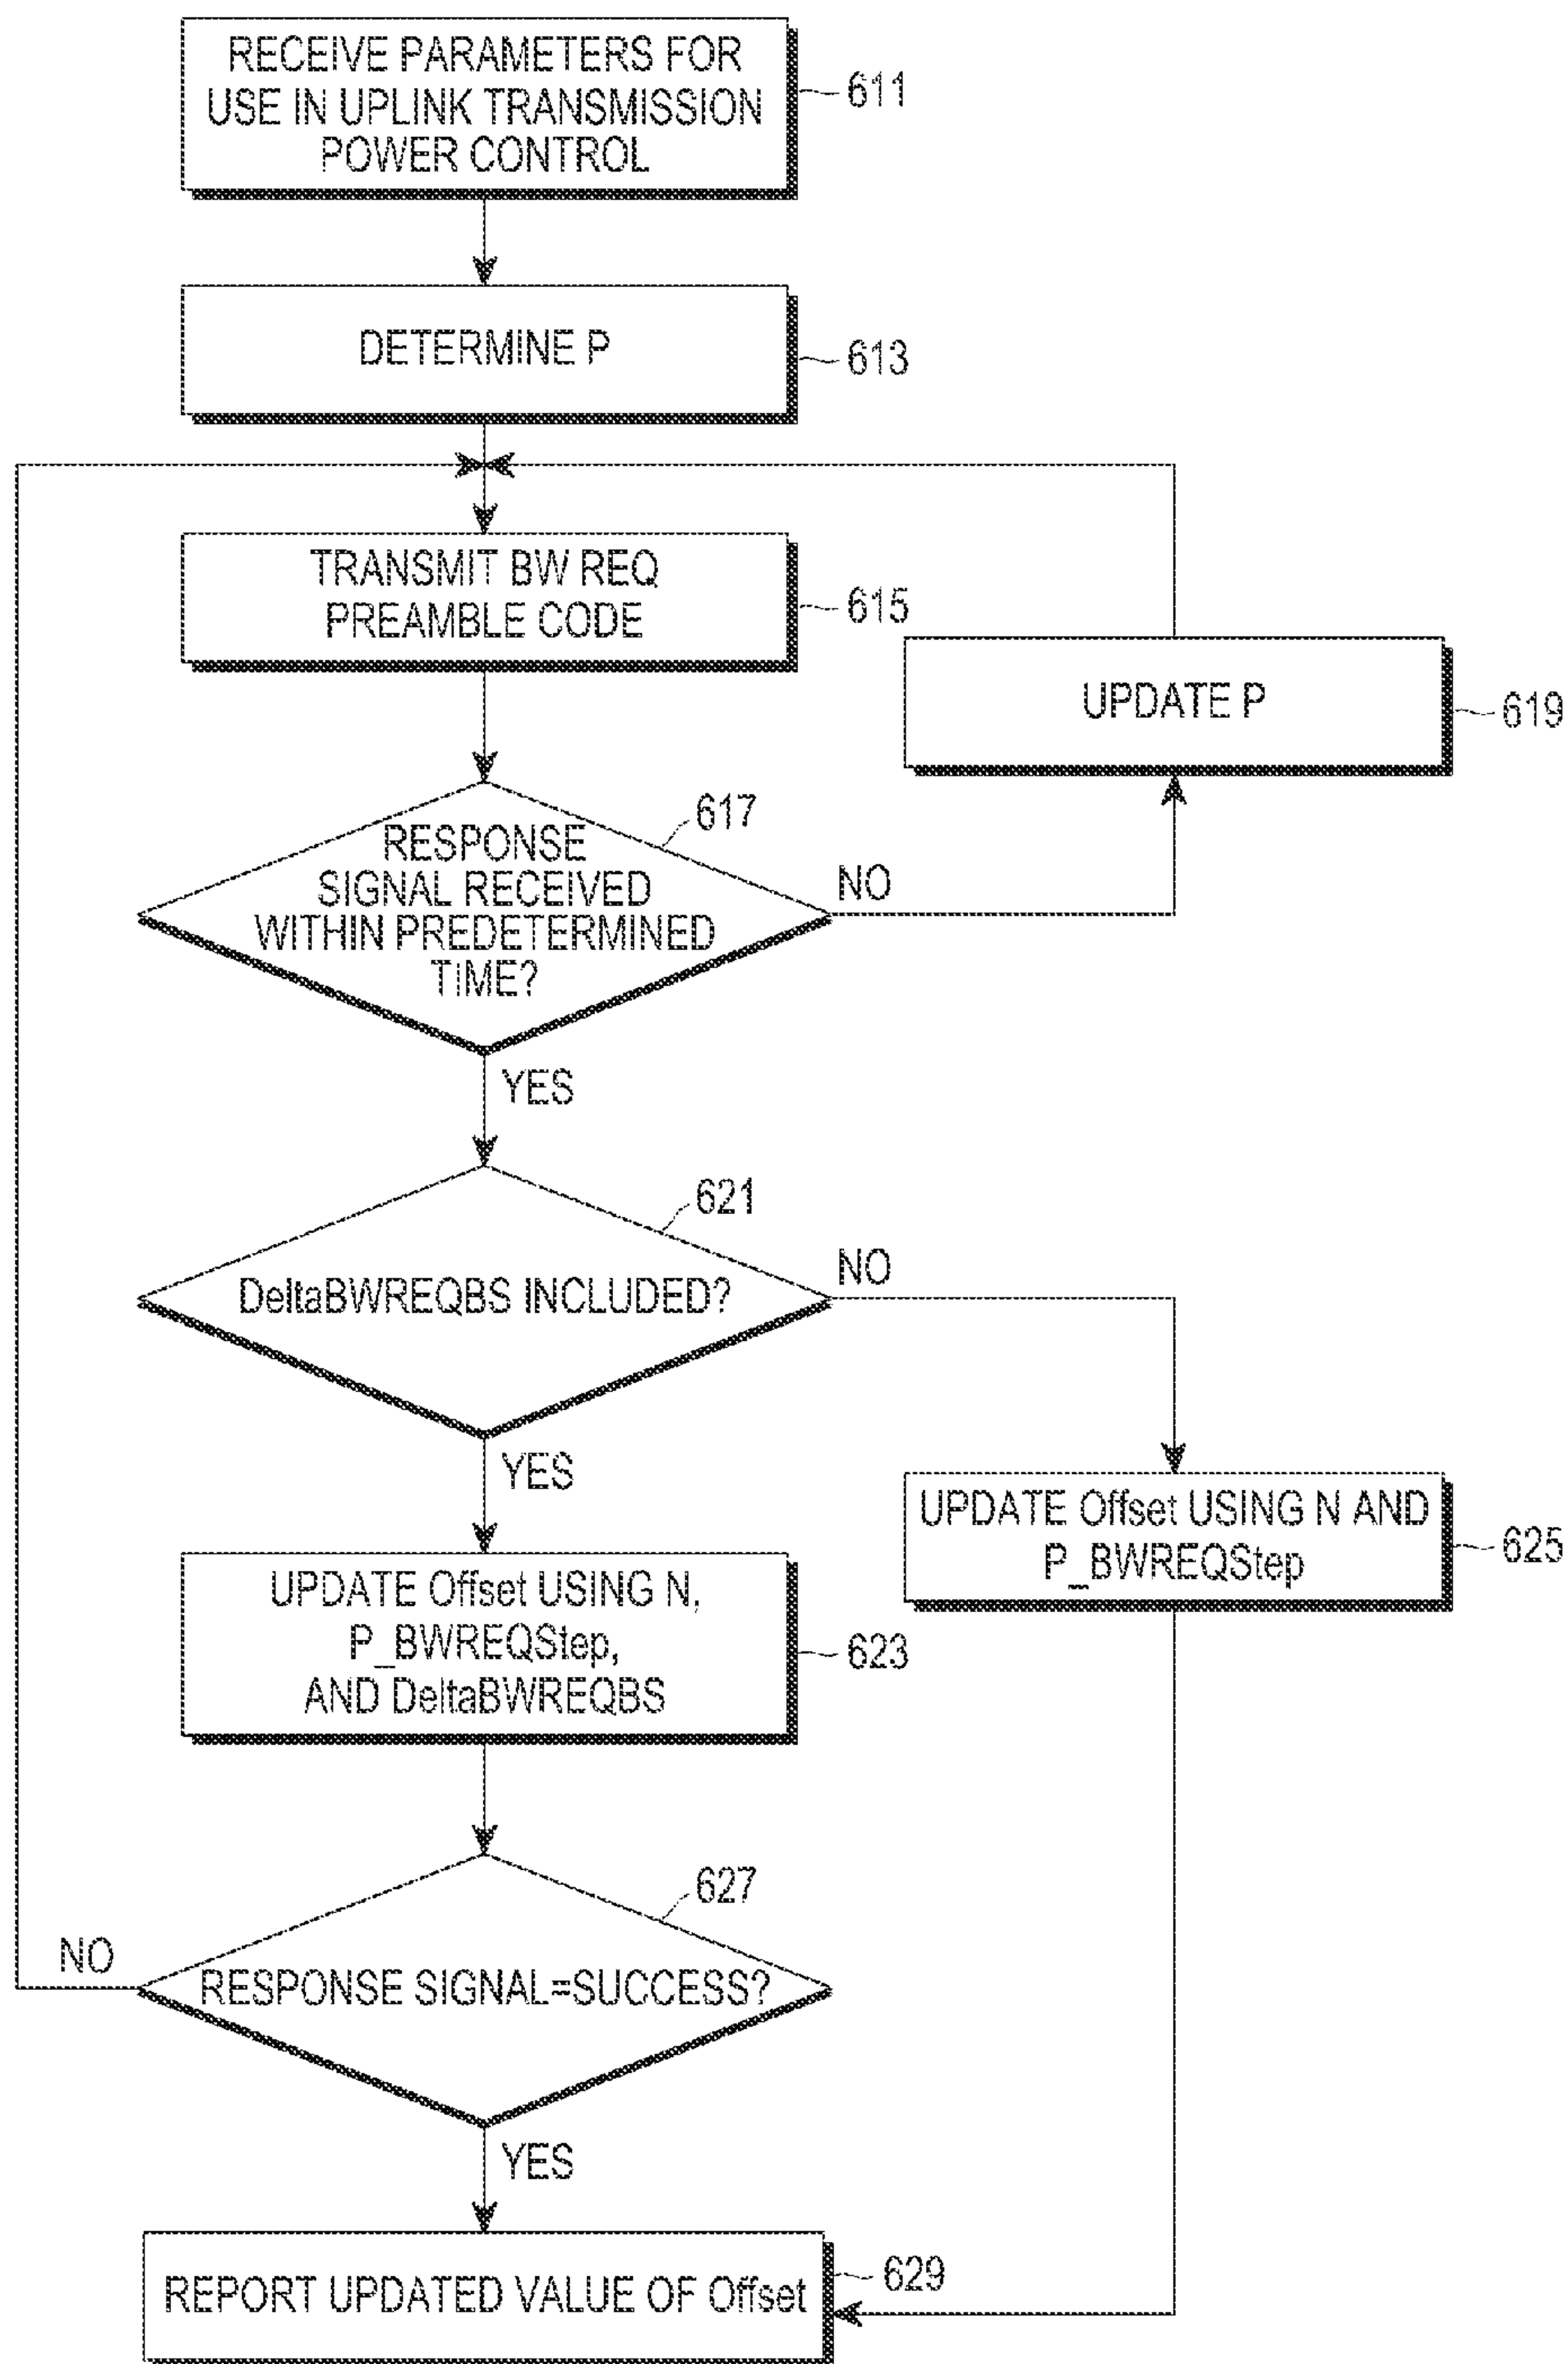 RECEIVE PARAMETERS FOR
USE IN UPLINK TRANSMISSION
POWER CONTROL
611
DETERMINE P
613
TRANSMIT BW REQ
PREAMBLE CODE
615
UPDATE P
619
617
RESPONSE
SIGNAL RECEIVED
WITHIN PREDETERMINED
TIME?
NO
YES
621
DeltaBWREQBS INCLUDED?
NO
YES
UPDATE Offset USING N AND
P_BWREQStep
625
UPDATE Offset USING N,
P_BWREQStep,
AND DeltaBWREQBS
623
627
NO
RESPONSE SIGNAL=SUCCESS?
YES
REPORT UPDATED VALUE OF Offset
629